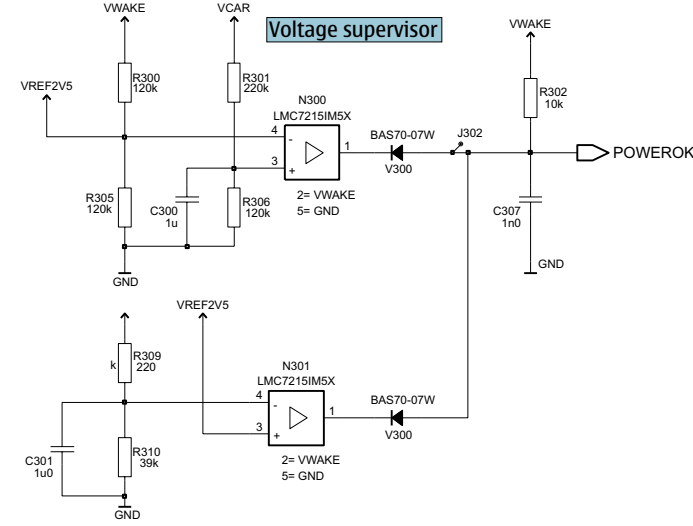 VWAKE
VCAR
Voltage supervisor
VWAKE
VREF2V5
R300
120k
R301
220k
N300
LMC7215IM5X
R302
10k
4
-
3
+
1
BAS70-07W
V300
J302
POWEROK
R305
120k
C300
1u
R306
120k
2= VWAKE
5= GND
C307
1n0
GND
GND
VREF2V5
k
R309
220
N301
LMC7215IM5X
4
-
3
+
1
BAS70-07W
V300
C301
1u0
R310
39k
2= VWAKE
5= GND
GND